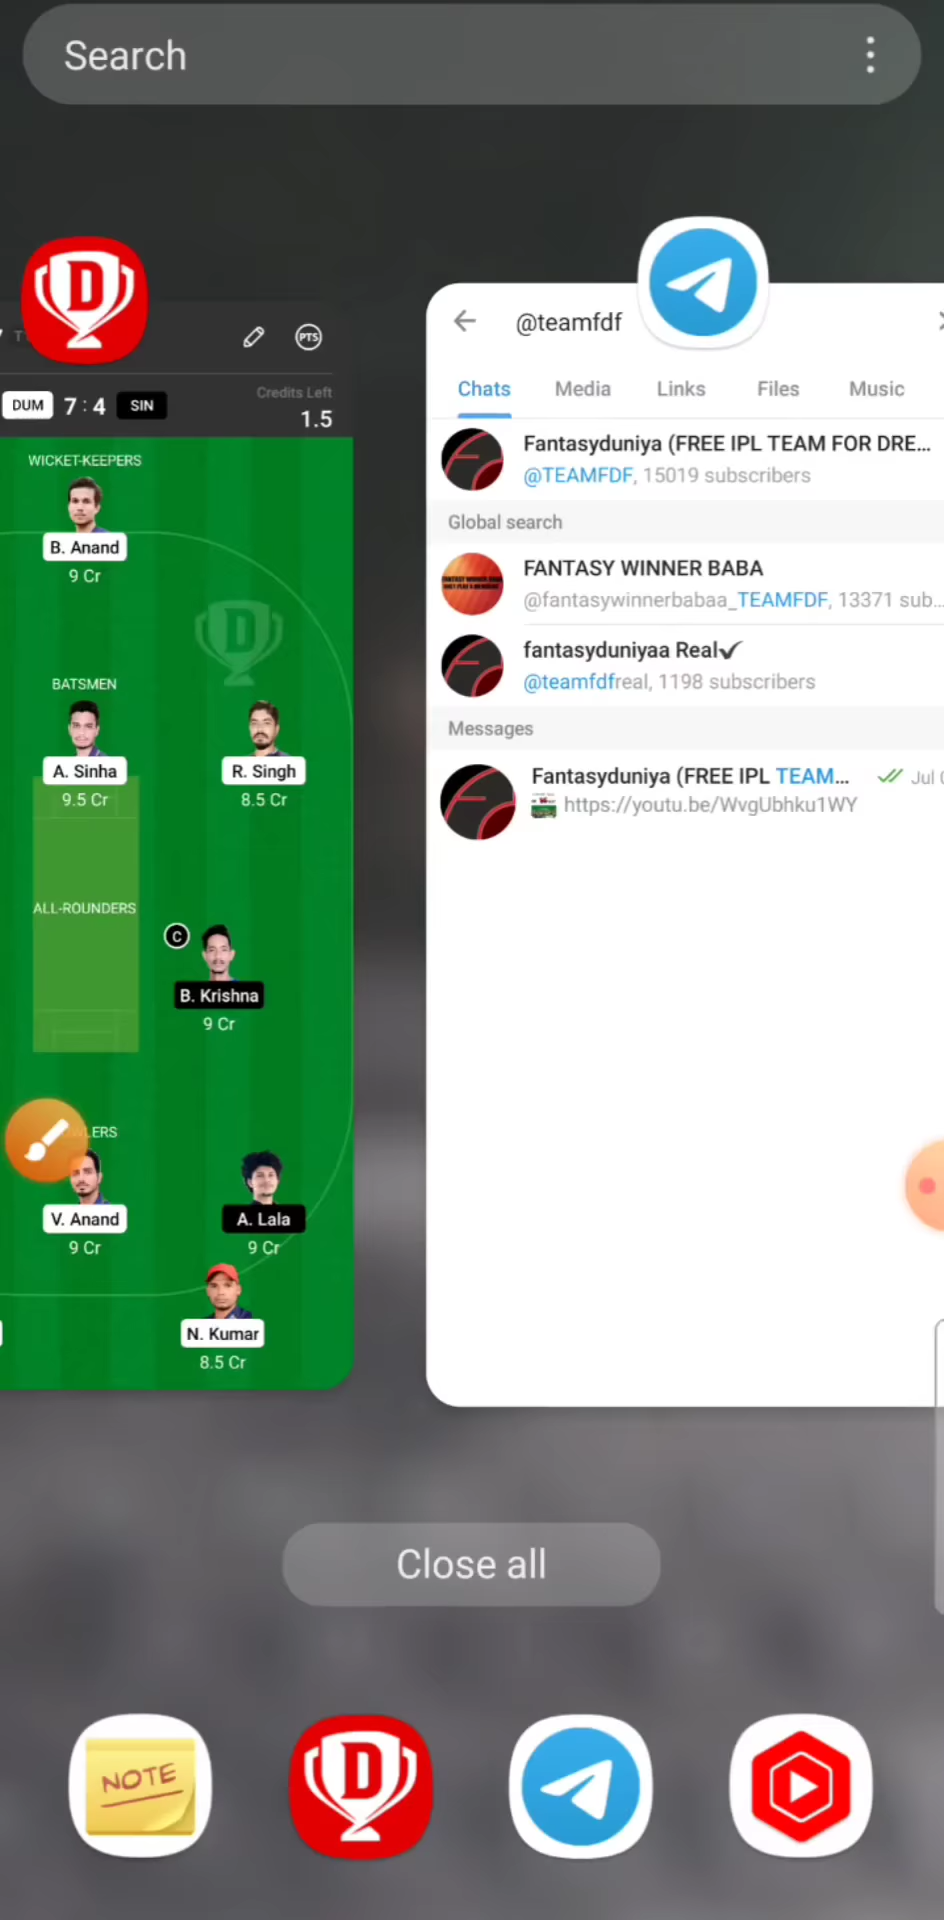 Search
PTS
DUM 7 : 4 SIN
Credits Left
1.5
WICKET-KEEPERS
B. Anand
9 Cr
BATSMEN
A. Sinha
9.5 Cr
R. Singh
8.5 Cr
ALL-ROUNDERS
C
B. Krishna
9 Cr
V. Anand
9 Cr
A. Lala
9 Cr
N. Kumar
8.5 Cr
@teamfdf
Chats Media Links Files Music
Fantasyduniya (FREE IPL TEAM FOR DRE...
@TEAMFDF, 15019 subscribers
Global search
FANTASY WINNER BABA
@fantasywinnerbabaa_TEAMFDF, 13371 sub...
fantasyduniyaa Real✓
@teamfdfreal, 1198 subscribers
Messages
Fantasyduniya (FREE IPL TEAM... Jul
https://youtu.be/WvgUbhku1WY
Close all
NOTE